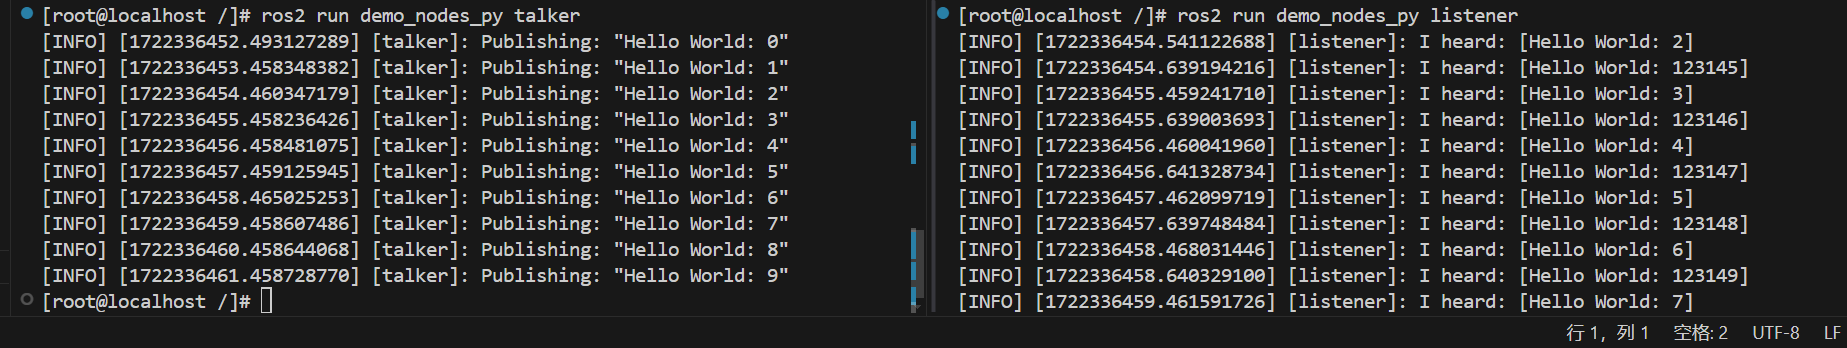 [root@localhost /]# ros2 run demo_nodes_py talker
[INFO] [1722336452.493127289] [talker]: Publishing: "Hello World: 0"
[INFO] [1722336453.458348382] [talker]: Publishing: "Hello World: 1"
[INFO] [1722336454.460347179] [talker]: Publishing: "Hello World: 2"
[INFO] [1722336455.458236426] [talker]: Publishing: "Hello World: 3"
[INFO] [1722336456.458481075] [talker]: Publishing: "Hello World: 4"
[INFO] [1722336457.459125945] [talker]: Publishing: "Hello World: 5"
[INFO] [1722336458.465025253] [talker]: Publishing: "Hello World: 6"
[INFO] [1722336459.458607486] [talker]: Publishing: "Hello World: 7"
[INFO] [1722336460.458644068] [talker]: Publishing: "Hello World: 8"
[INFO] [1722336461.458728770] [talker]: Publishing: "Hello World: 9"
[root@localhost /]#
[root@localhost /]# ros2 run demo_nodes_py listener
[INFO] [1722336454.541122688] [listener]: I heard: [Hello World: 2]
[INFO] [1722336454.639194216] [listener]: I heard: [Hello World: 123145]
[INFO] [1722336455.459241710] [listener]: I heard: [Hello World: 3]
[INFO] [1722336455.639003693] [listener]: I heard: [Hello World: 123146]
[INFO] [1722336456.460041960] [listener]: I heard: [Hello World: 4]
[INFO] [1722336456.641328734] [listener]: I heard: [Hello World: 123147]
[INFO] [1722336457.462099719] [listener]: I heard: [Hello World: 5]
[INFO] [1722336457.639748484] [listener]: I heard: [Hello World: 123148]
[INFO] [1722336458.468031446] [listener]: I heard: [Hello World: 6]
[INFO] [1722336458.640329100] [listener]: I heard: [Hello World: 123149]
[INFO] [1722336459.461591726] [listener]: I heard: [Hello World: 7]
行 1，列 1 空格: 2 UTF-8 LF